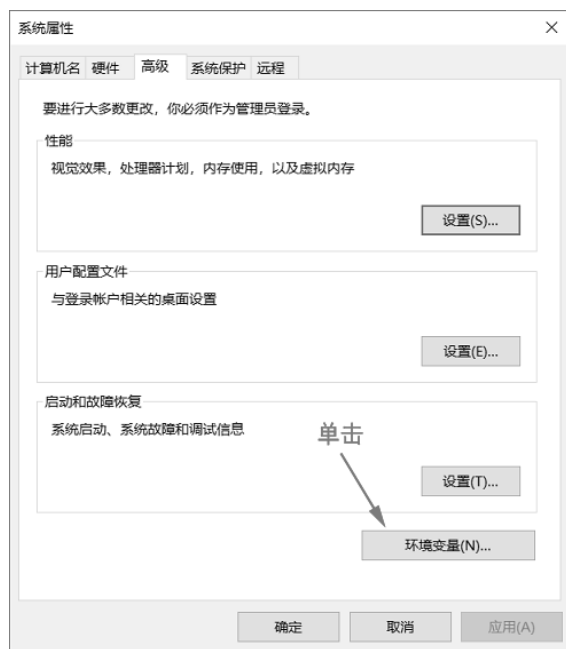 系统属性
计算机名 硬件 高级 系统保护 远程
要进行大多数更改，你必须作为管理员登录。
性能
视觉效果，处理器计划，内存使用，以及虚拟内存
设置(S)...
用户配置文件
与登录帐户相关的桌面设置
设置(E)...
启动和故障恢复
系统启动、系统故障和调试信息
单击
设置(T)...
环境变量(N)...
确定 取消 应用(A)